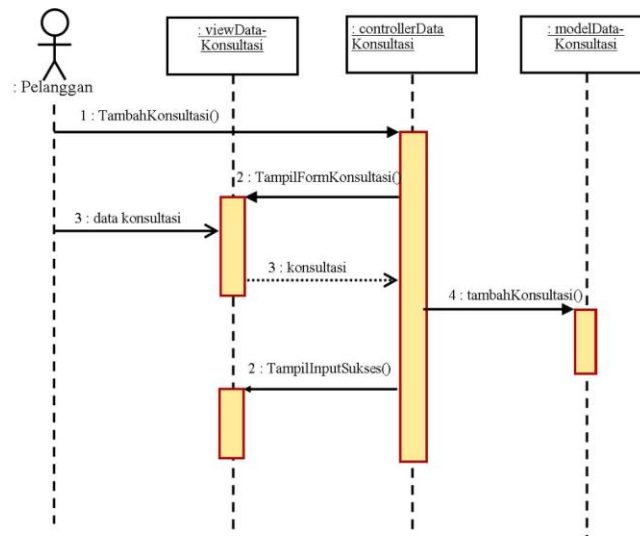 : viewData-
Konsultasi
: controllerData
Konsultasi
: modelData-
Konsultasi
: Pelanggan
1 : TambahKonsultasi()
2 : TampilFormKonsultasi()
3 : data konsultasi
3 : konsultasi
4 : tambahKonsultasi()
2 : TampilInputSukses()